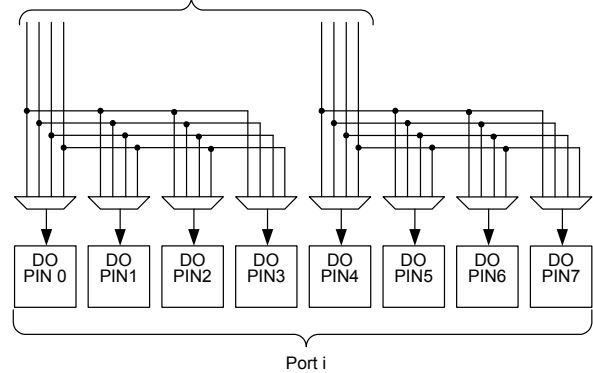 DO
PIN 0
DO
PIN1
DO
PIN2
DO
PIN3
DO
PIN4
DO
PIN5
DO
PIN6
DO
PIN7
Port i